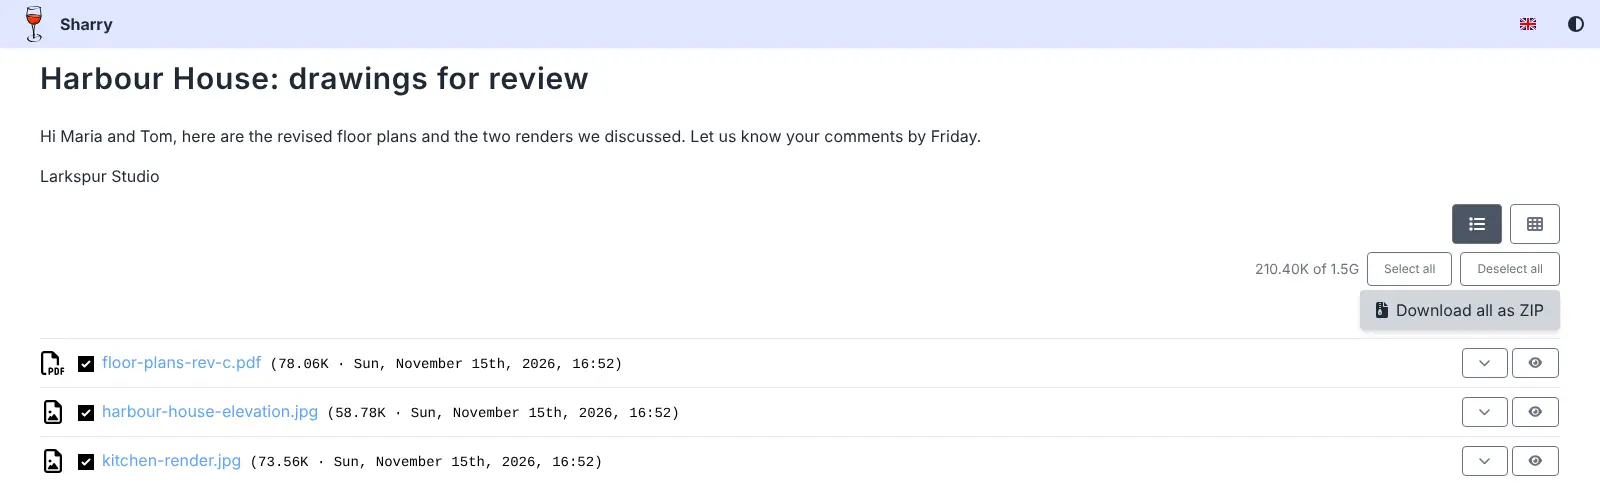 Sharry
Harbour House: drawings for review
Hi Maria and Tom, here are the revised floor plans and the two renders we discussed. Let us know your comments by Friday.
Larkspur Studio
210.40K of 1.5G Select all Deselect all
Download all as ZIP
PDF floor-plans-rev-c.pdf (78.06K · Sun, November 15th, 2026, 16:52)
harbour-house-elevation.jpg (58.78K · Sun, November 15th, 2026, 16:52)
kitchen-render.jpg (73.56K · Sun, November 15th, 2026, 16:52)